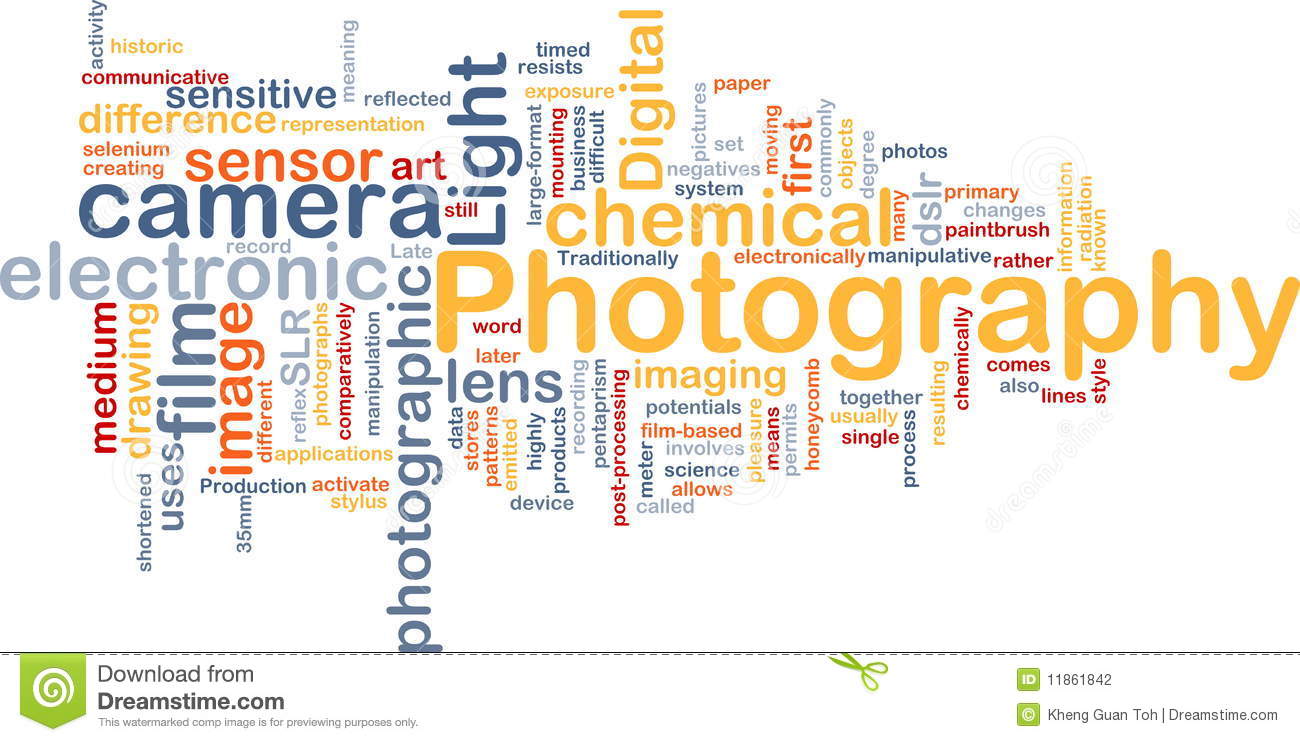 activity
historic
communicative
sensitive
meaning
reflected
difference
representation
selenium
creating
sensor
art
camera
still
Light
record
Late
electronic
timed
resists
exposure
large-format
mounting
business
difficult
Digital
paper
pictures
set
negatives
system
moving
first
commonly
objects
degree
photos
chemical
many
dslr
primary
changes
paintbrush
information
radiation
known
Traditionally
electronically
manipulative
rather
Photography
word
later
lens
medium
drawing
film
uses
image
different
SLR
reflex
photographs
comparatively
manipulation
photographic
applications
Production
activate
stylus
shortened
35mm
data
stores
patterns
emitted
highly
products
recording
pentaprism
device
post-processing
imaging
potentials
film-based
involves
meter
science
allows
called
pleasure
means
permits
honeycomb
together
usually
single
process
resulting
chemically
comes
also
lines
style
dreamstime
Download from
Dreamstime.com
This watermarked comp image is for previewing purposes only.
ID 11861842
© Kheng Guan Toh | Dreamstime.com